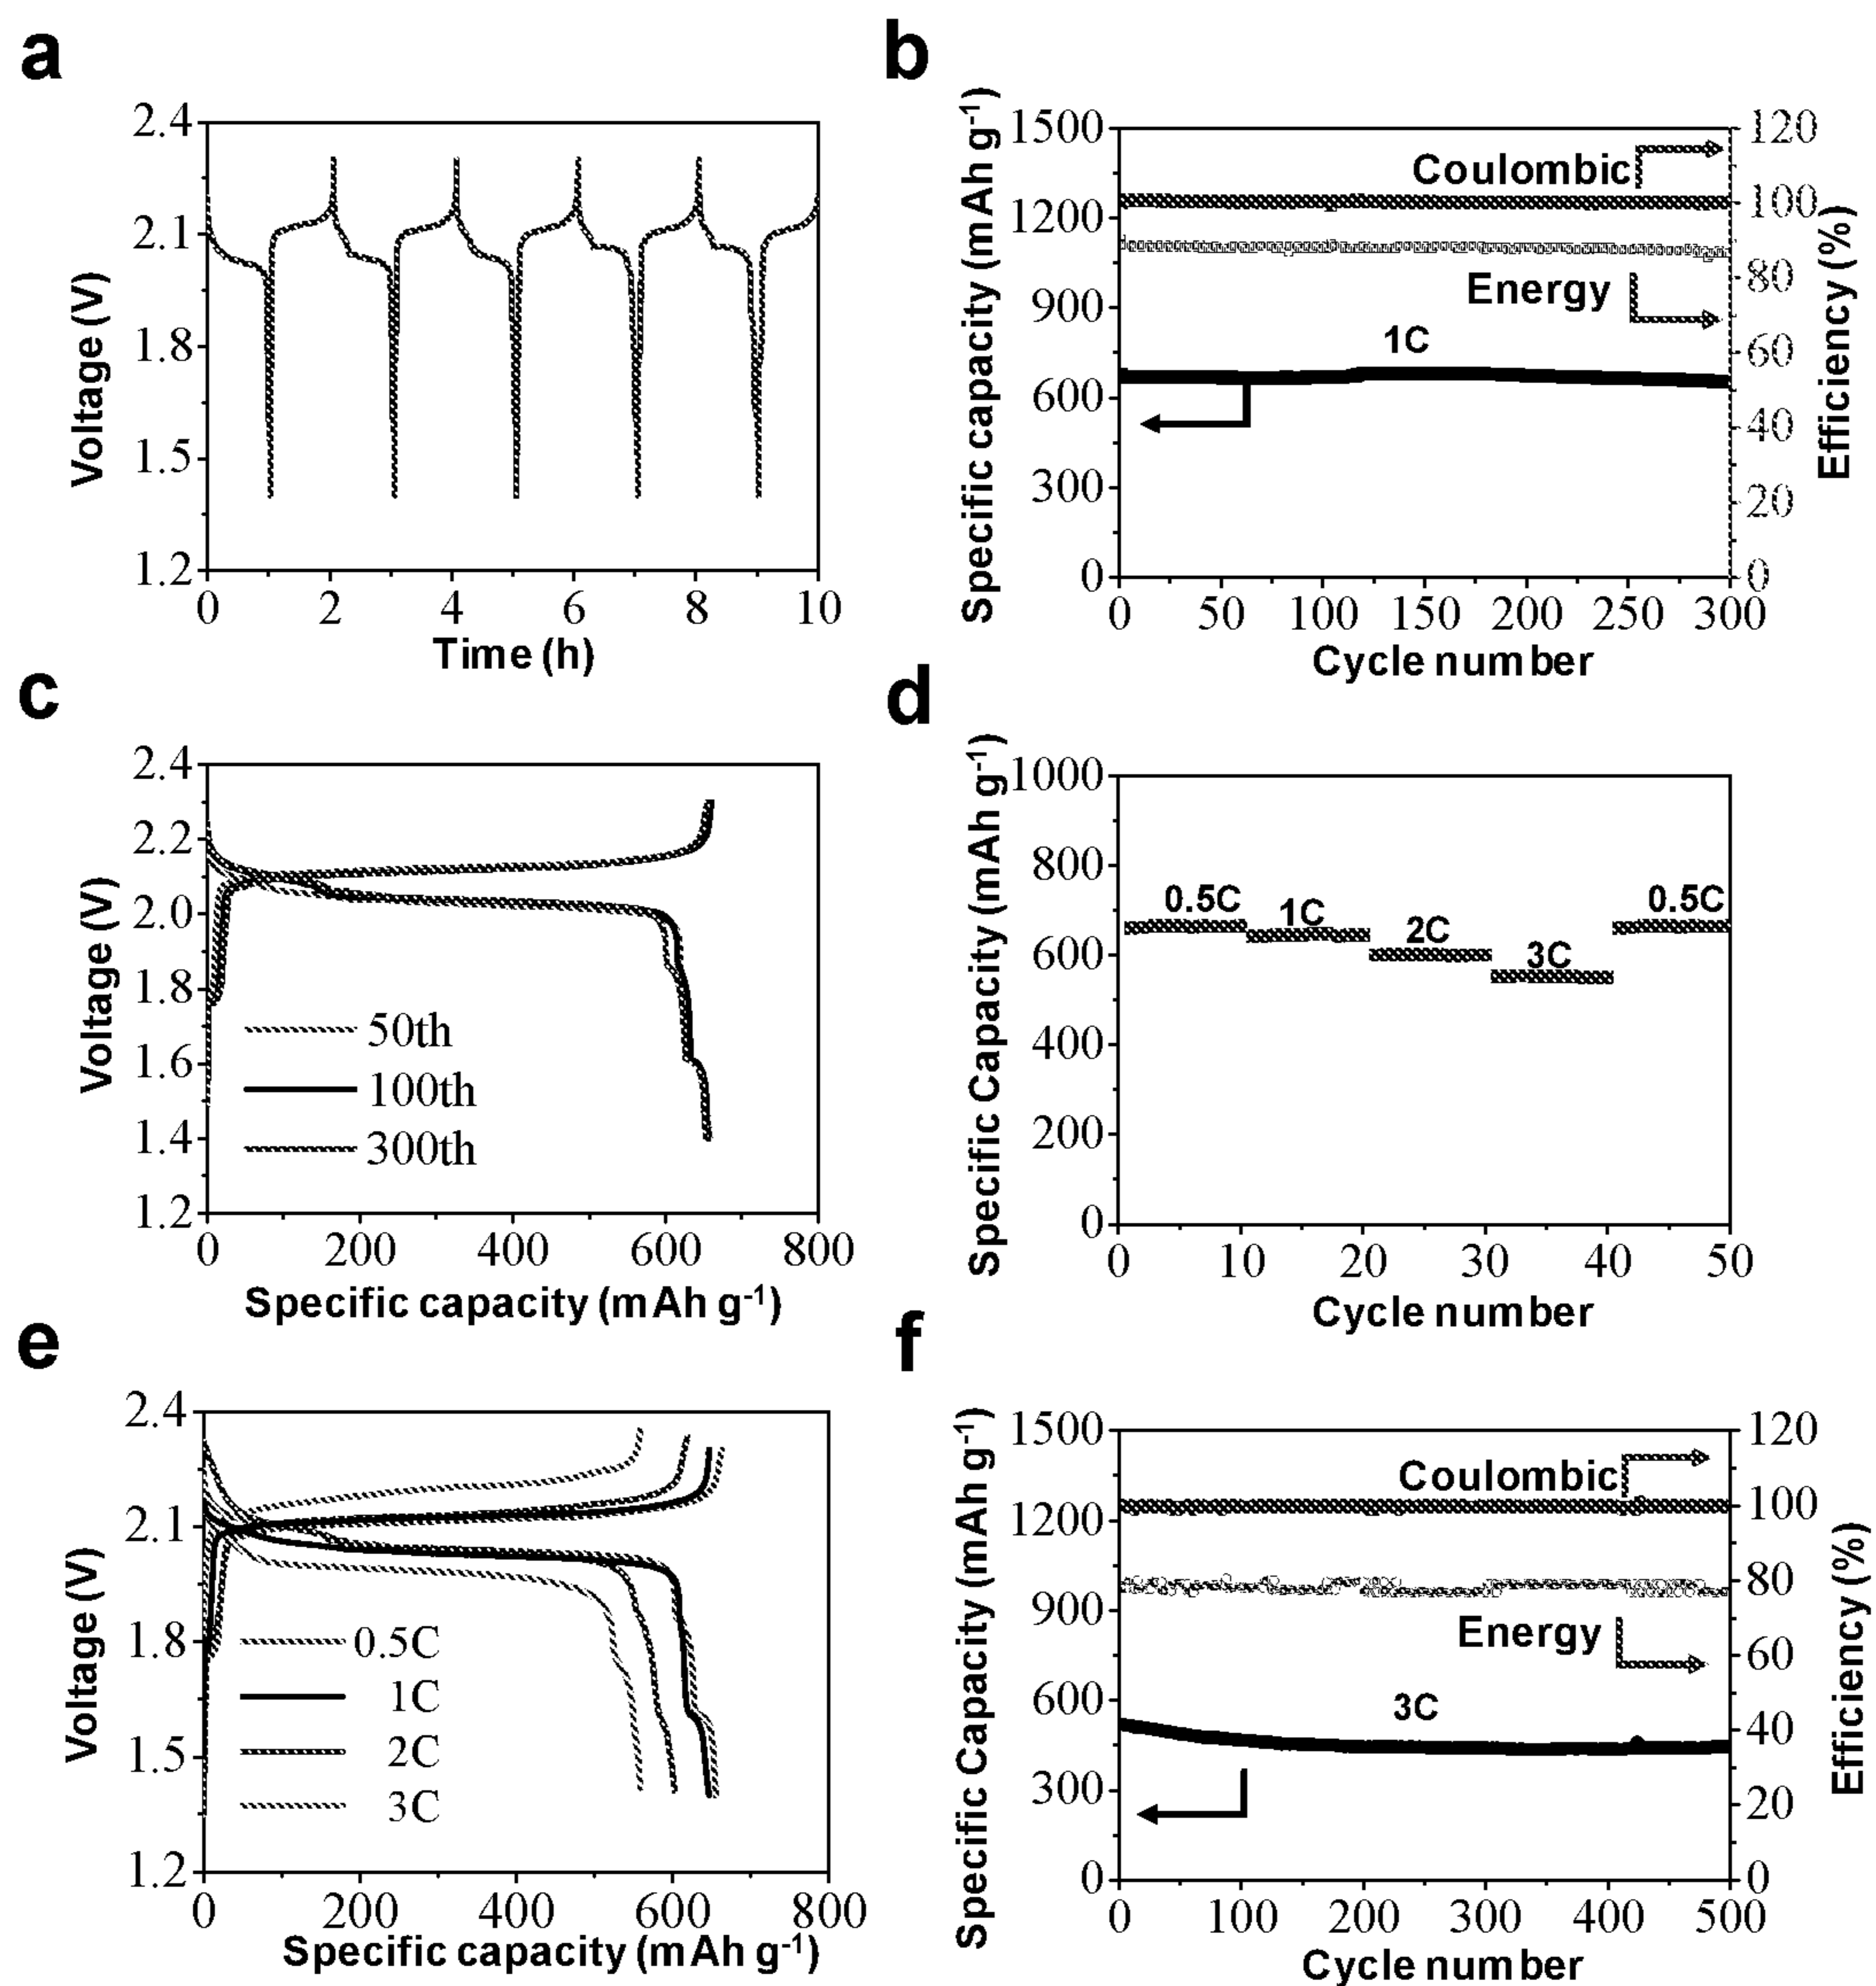 a
2.4
2.1
1.8
1.5
1.2
Voltage (V)
0 2 4 6 8 10
Time (h)
b
1500
1200
900
600
300
0
Specific capacity (mAh g-1)
Coulombic
Energy
1C
120
100
80
60
40
20
0
Efficiency (%)
0 50 100 150 200 250 300
Cycle number
c
2.4
2.2
2.0
1.8
1.6
1.4
1.2
Voltage (V)
50th
100th
300th
0 200 400 600 800
Specific capacity (mAh g-1)
d
1000
800
600
400
200
0
Specific Capacity (mAh g-1)
0.5C 1C 2C 3C 0.5C
0 10 20 30 40 50
Cycle number
e
2.4
2.1
1.8
1.5
1.2
Voltage (V)
0.5C
1C
2C
3C
0 200 400 600 800
Specific capacity (mAh g-1)
f
1500
1200
900
600
300
0
Specific Capacity (mAh g-1)
Coulombic
Energy
3C
120
100
80
60
40
20
0
Efficiency (%)
0 100 200 300 400 500
Cycle number